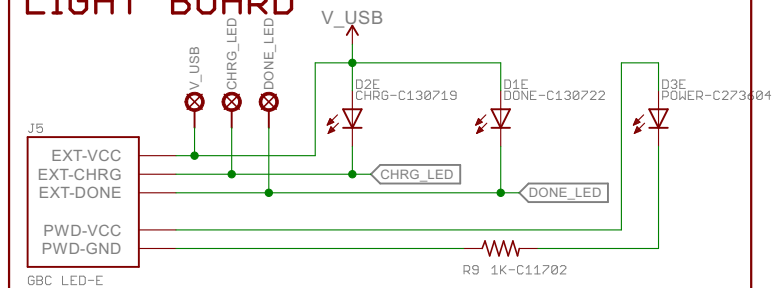 LIGHT BOARD
V_USB
V_USB
CHRG_LED
DONE_LED
D2E
CHRG-C130719
D1E
DONE-C130722
D3E
POWER-C273604
J5
EXT-VCC
EXT-CHRG
EXT-DONE
PWD-VCC
PWD-GND
CHRG_LED
DONE_LED
R9 1K-C11702
GBC LED-E